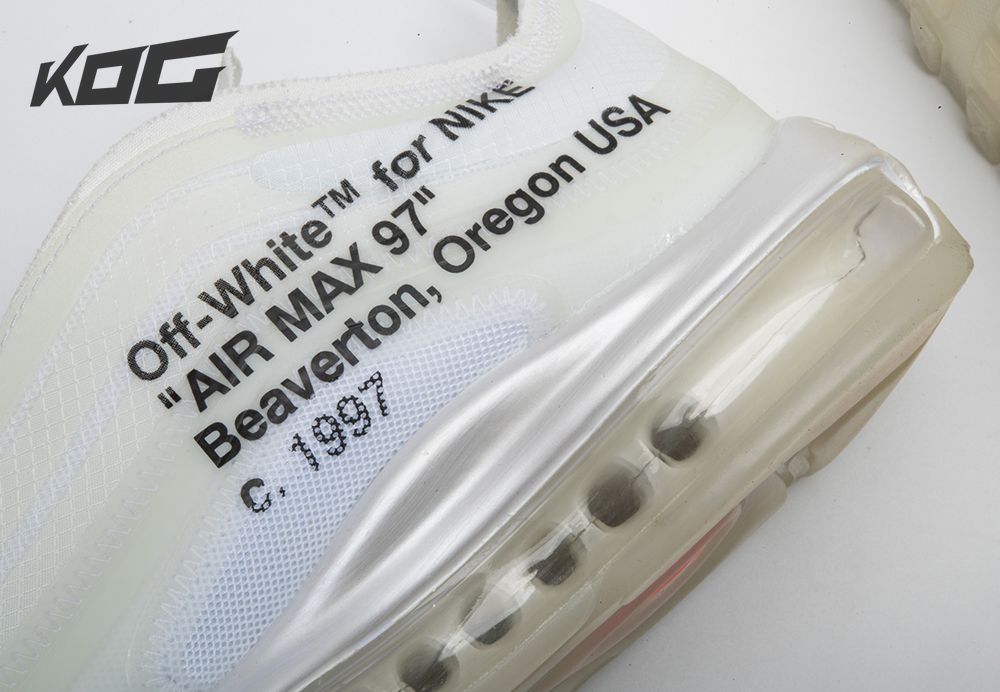 KOG
Off-White™ for NIKE
"AIR MAX 97"
Beaverton, Oregon USA
c. 1997